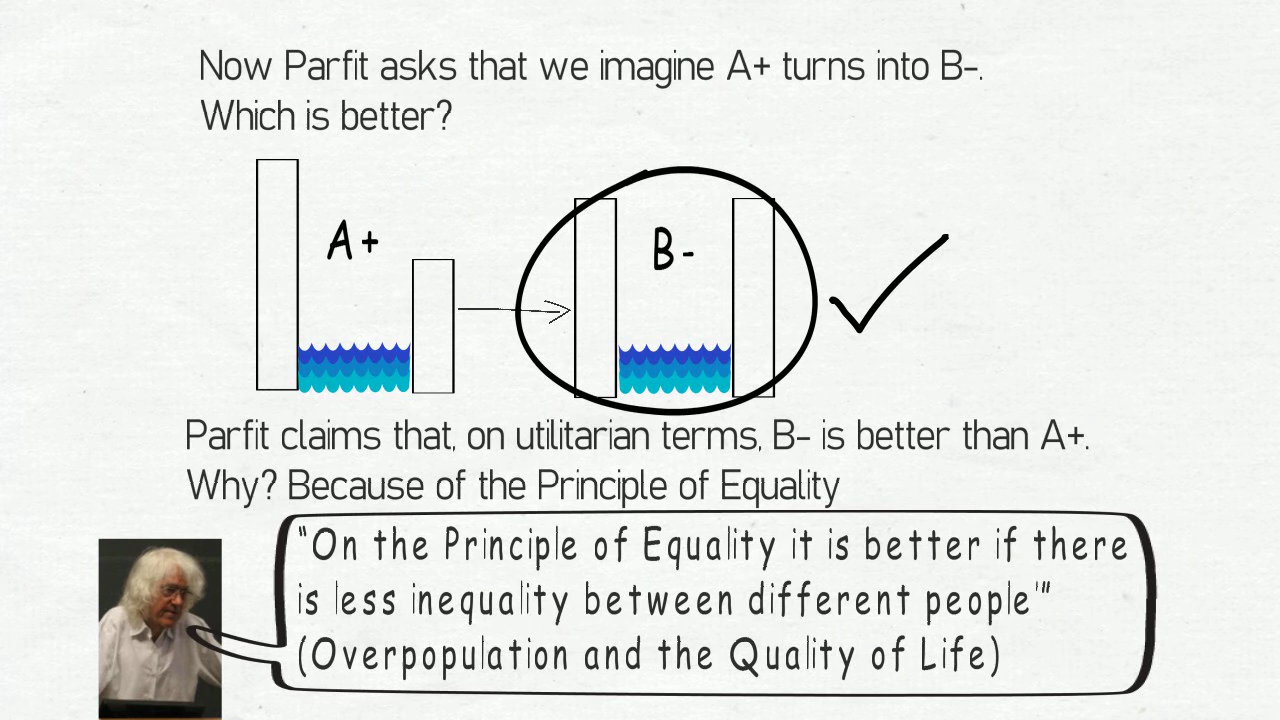 Now Parfit asks that we imagine A+ turns into B-.
Which is better?
A+
B-
Parfit claims that, on utilitarian terms, B- is better than A+.
Why? Because of the Principle of Equality
“On the Principle of Equality it is better if there
is less inequality between different people'”
(Overpopulation and the Quality of Life)